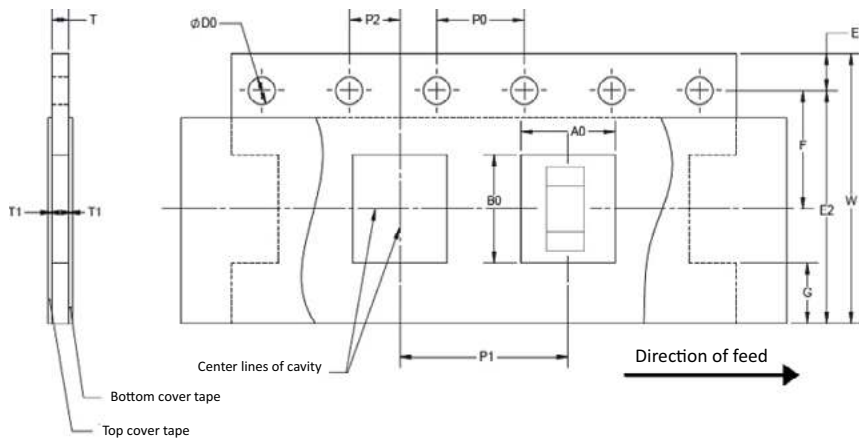 T
ϕD0
P2
P0
E
A0
F
B0
T1
T1
E2
W
G
Center lines of cavity
P1
Direction of feed
Bottom cover tape
Top cover tape